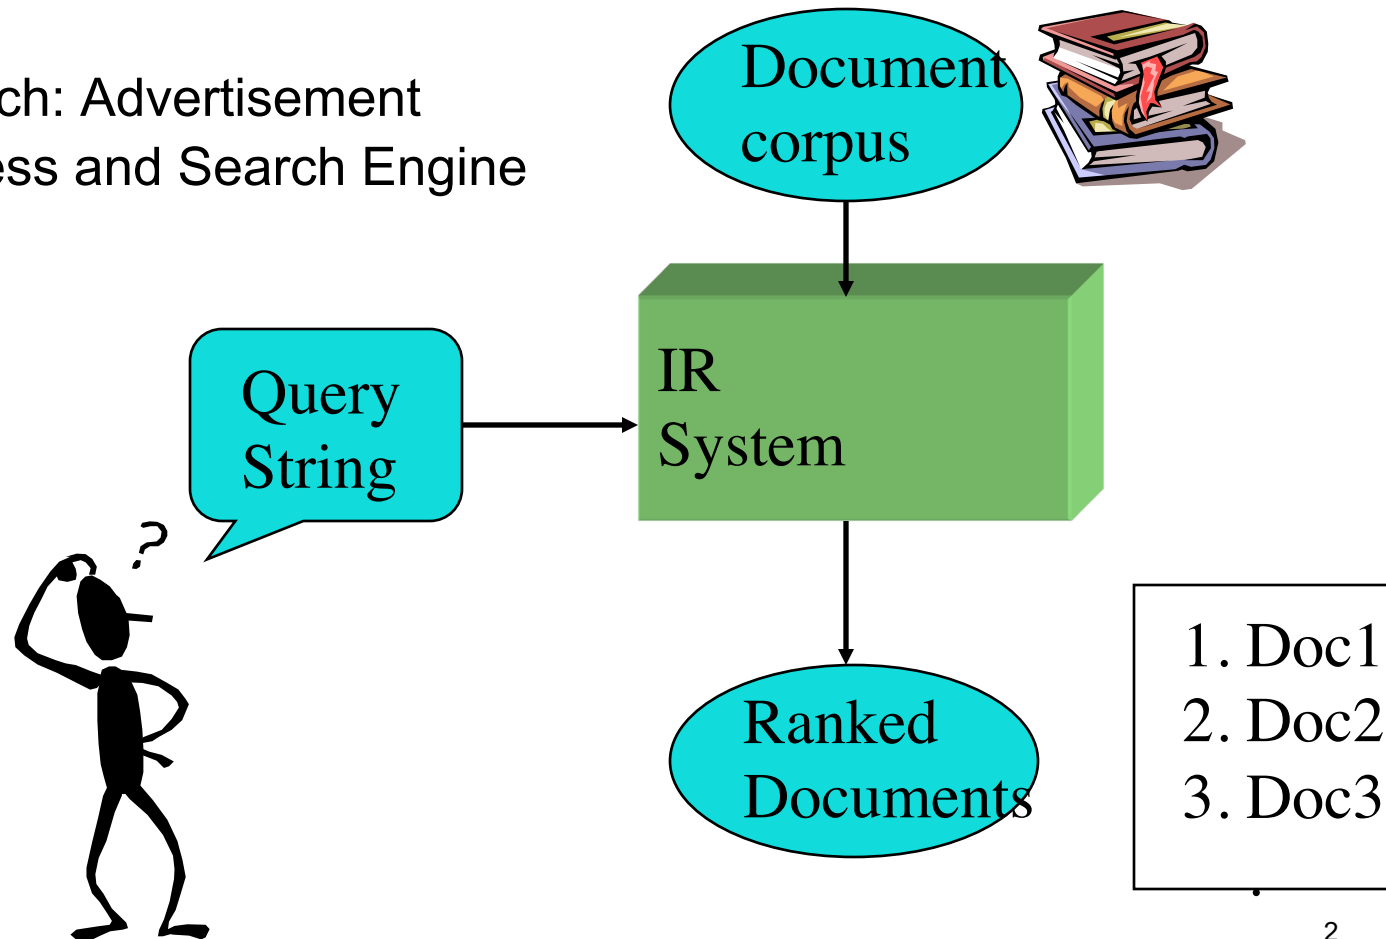 ch: Advertisement
ess and Search Engine
Document
corpus
IR
System
Query
String
?
Ranked
Documents
1. Doc1
2. Doc2
3. Doc3
.
2